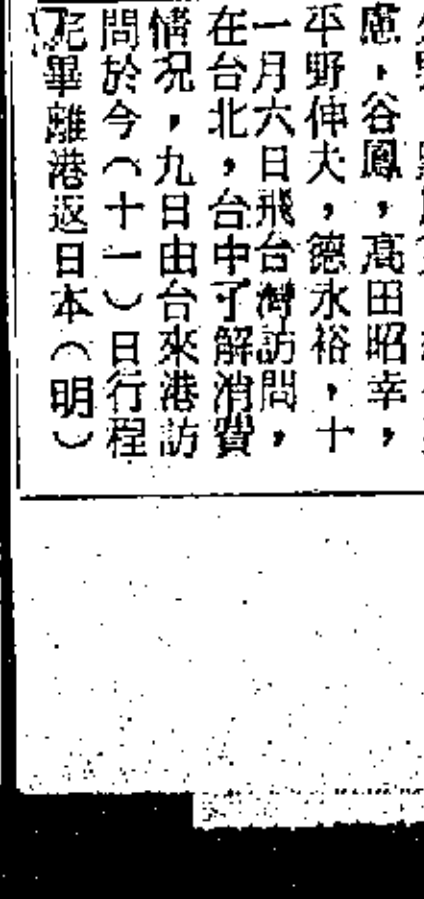 慮，谷鳳，高田昭幸，
平野伸夫，德永裕，十
一月六日飛台灣訪問，
在台北，台中了解消費
情況，九日由台來港訪
問於今（十一）日行程
完畢離港返日本（明）